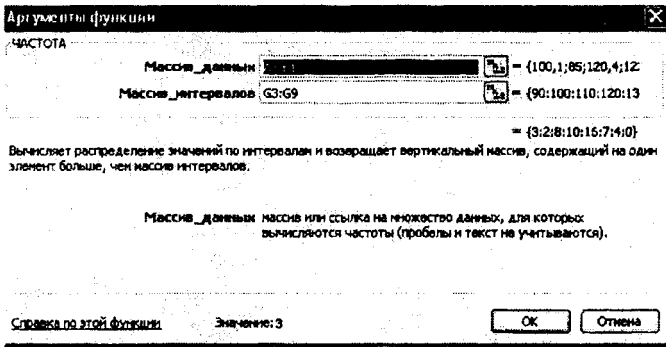 Аргументы функции
ЧАСТОТА
Массив_данных = {100,1:85:120,4:12
Массив_интервалов G3:G9 = {90:100:110:120:13
= {3:2:8:10:16:7:4:0}
Вычисляет распределение значений по интервалам и возвращает вертикальный массив, содержащий на один
элемент больше, чем массив интервалов.
Массив_данных массив или ссылка на множество данных, для которых
вычисляются частоты (пробелы и текст не учитываются).
Справка по этой функции Значение: 3 ОК Отмена